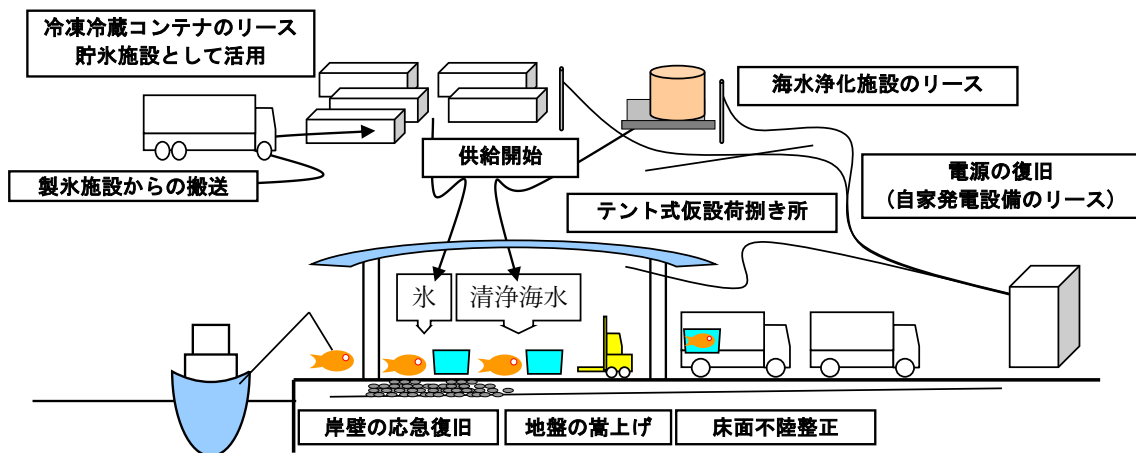 冷凍冷蔵コンテナのリース
貯氷施設として活用
海水浄化施設のリース
供給開始
製氷施設からの搬送
電源の復旧
（自家発電設備のリース）
テント式仮設荷捌き所
氷
清浄海水
岸壁の応急復旧
地盤の嵩上げ
床面不陸整正